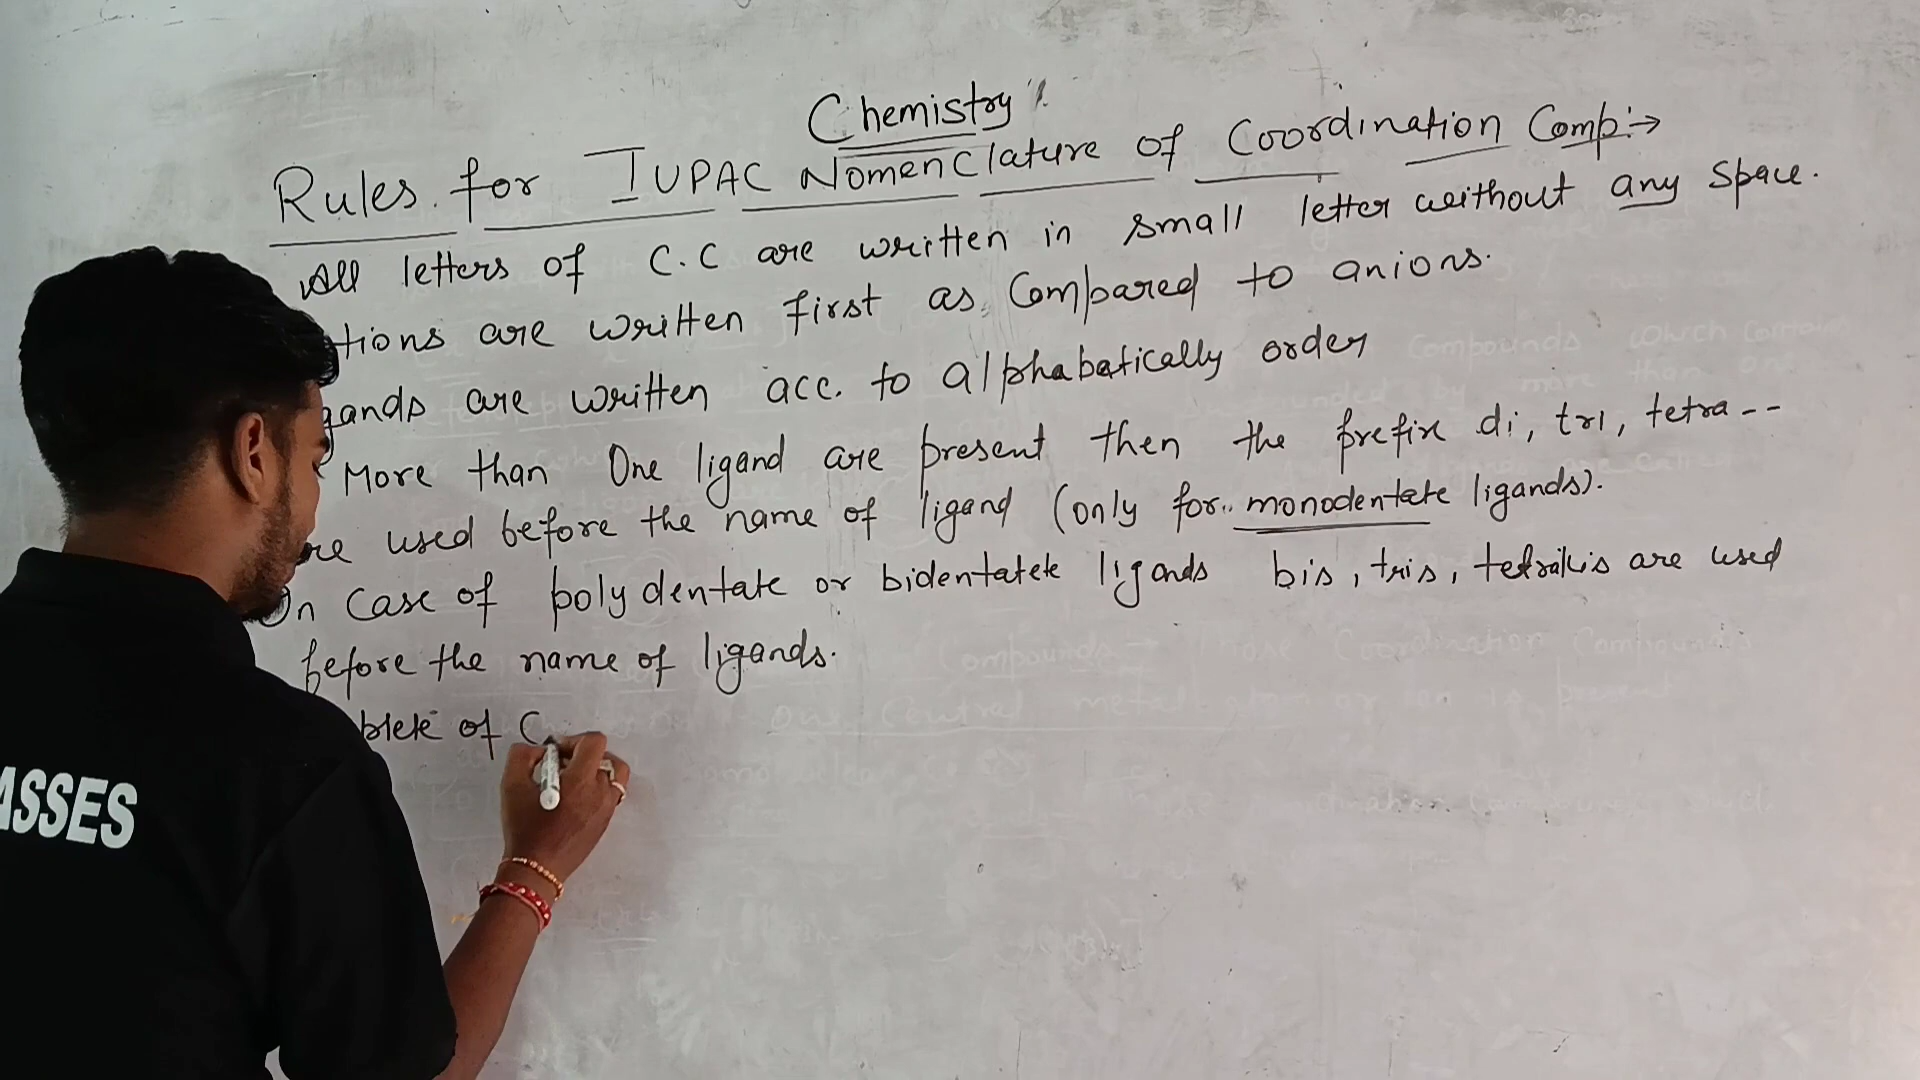 Chemistry
Rules for IUPAC Nomenclature of Coordination Comp:→
All letters of C.C are written in small letter without any space.
tions are written first as Compared to anions.
gands are written acc. to alphabatically order
More than One ligand are present then the prefix di, tri, tetra--
re used before the name of ligand (only for monodentate ligands).
In Case of polydentate or bidentatete ligands bis, tris, tetrakis are used
before the name of ligands.
plete of C
ASSES